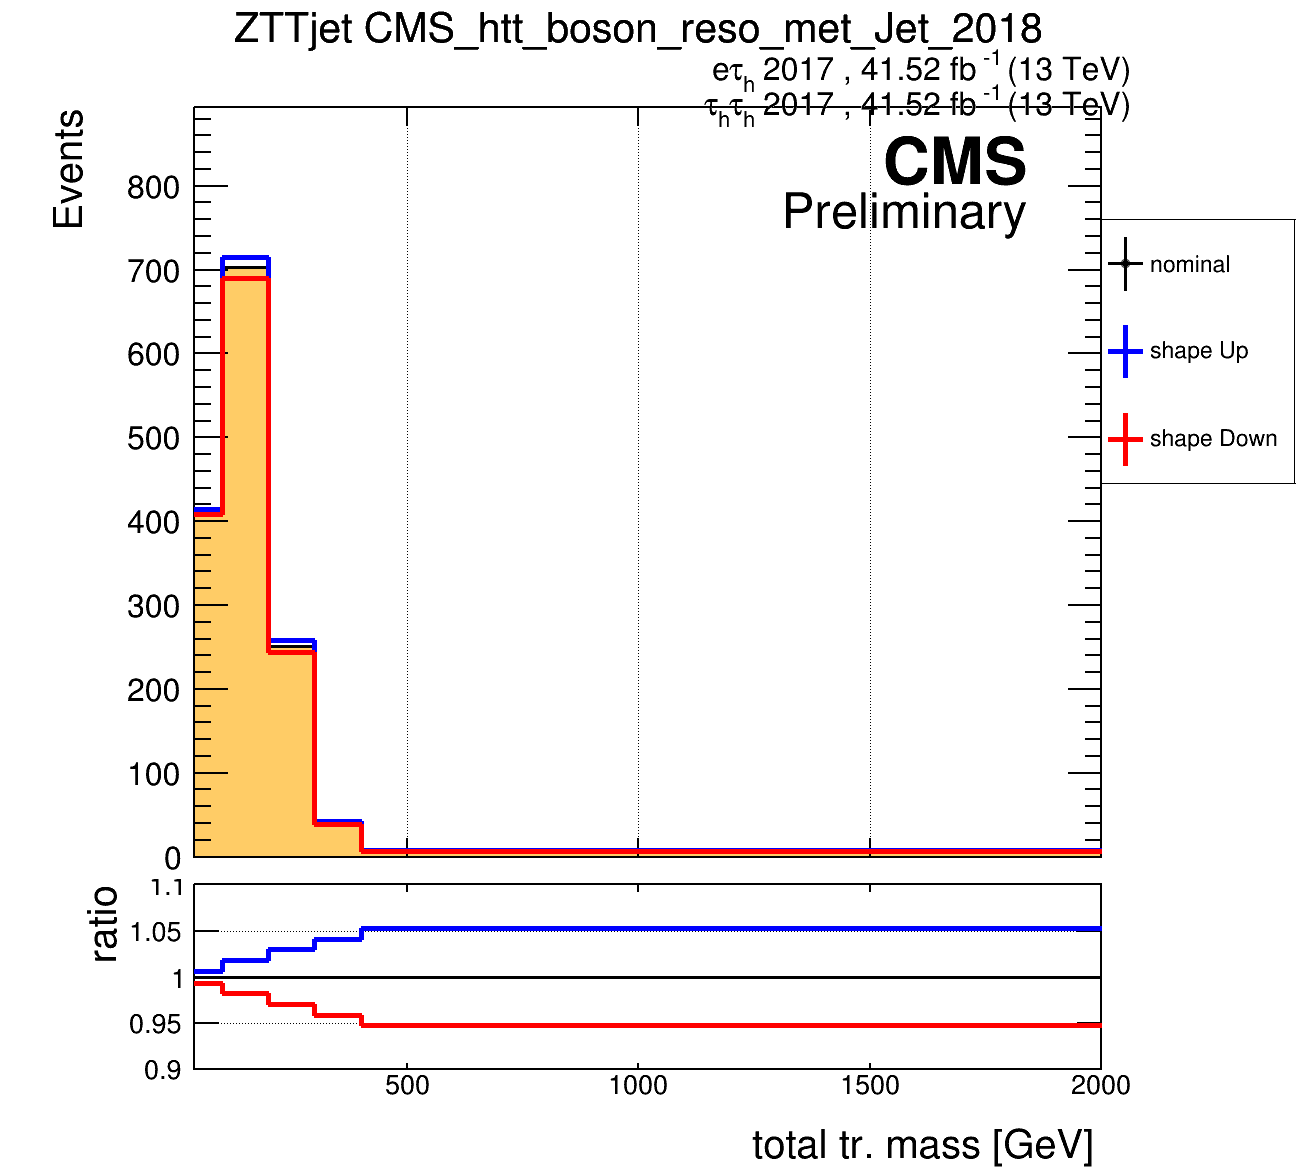 ZTTjet CMS_htt_boson_reso_met_Jet_2018
eτh 2017 , 41.52 fb-1 (13 TeV)
τhτh 2017 , 41.52 fb-1 (13 TeV)
CMS
Preliminary
Events
800
700
600
500
400
300
200
100
0
nominal
shape Up
shape Down
ratio
1.1
1.05
1
0.95
0.9
500 1000 1500 2000
total tr. mass [GeV]